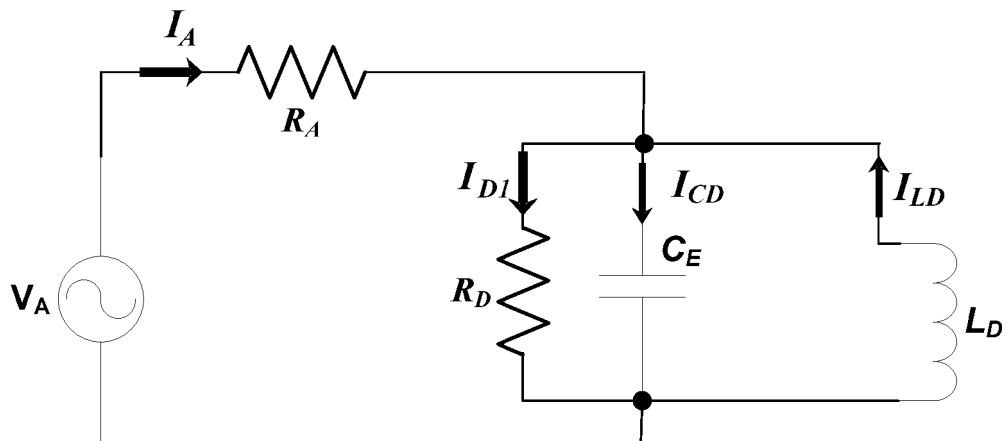 I_A
R_A
I_D1
I_CD
I_LD
C_E
R_D
V_A
L_D